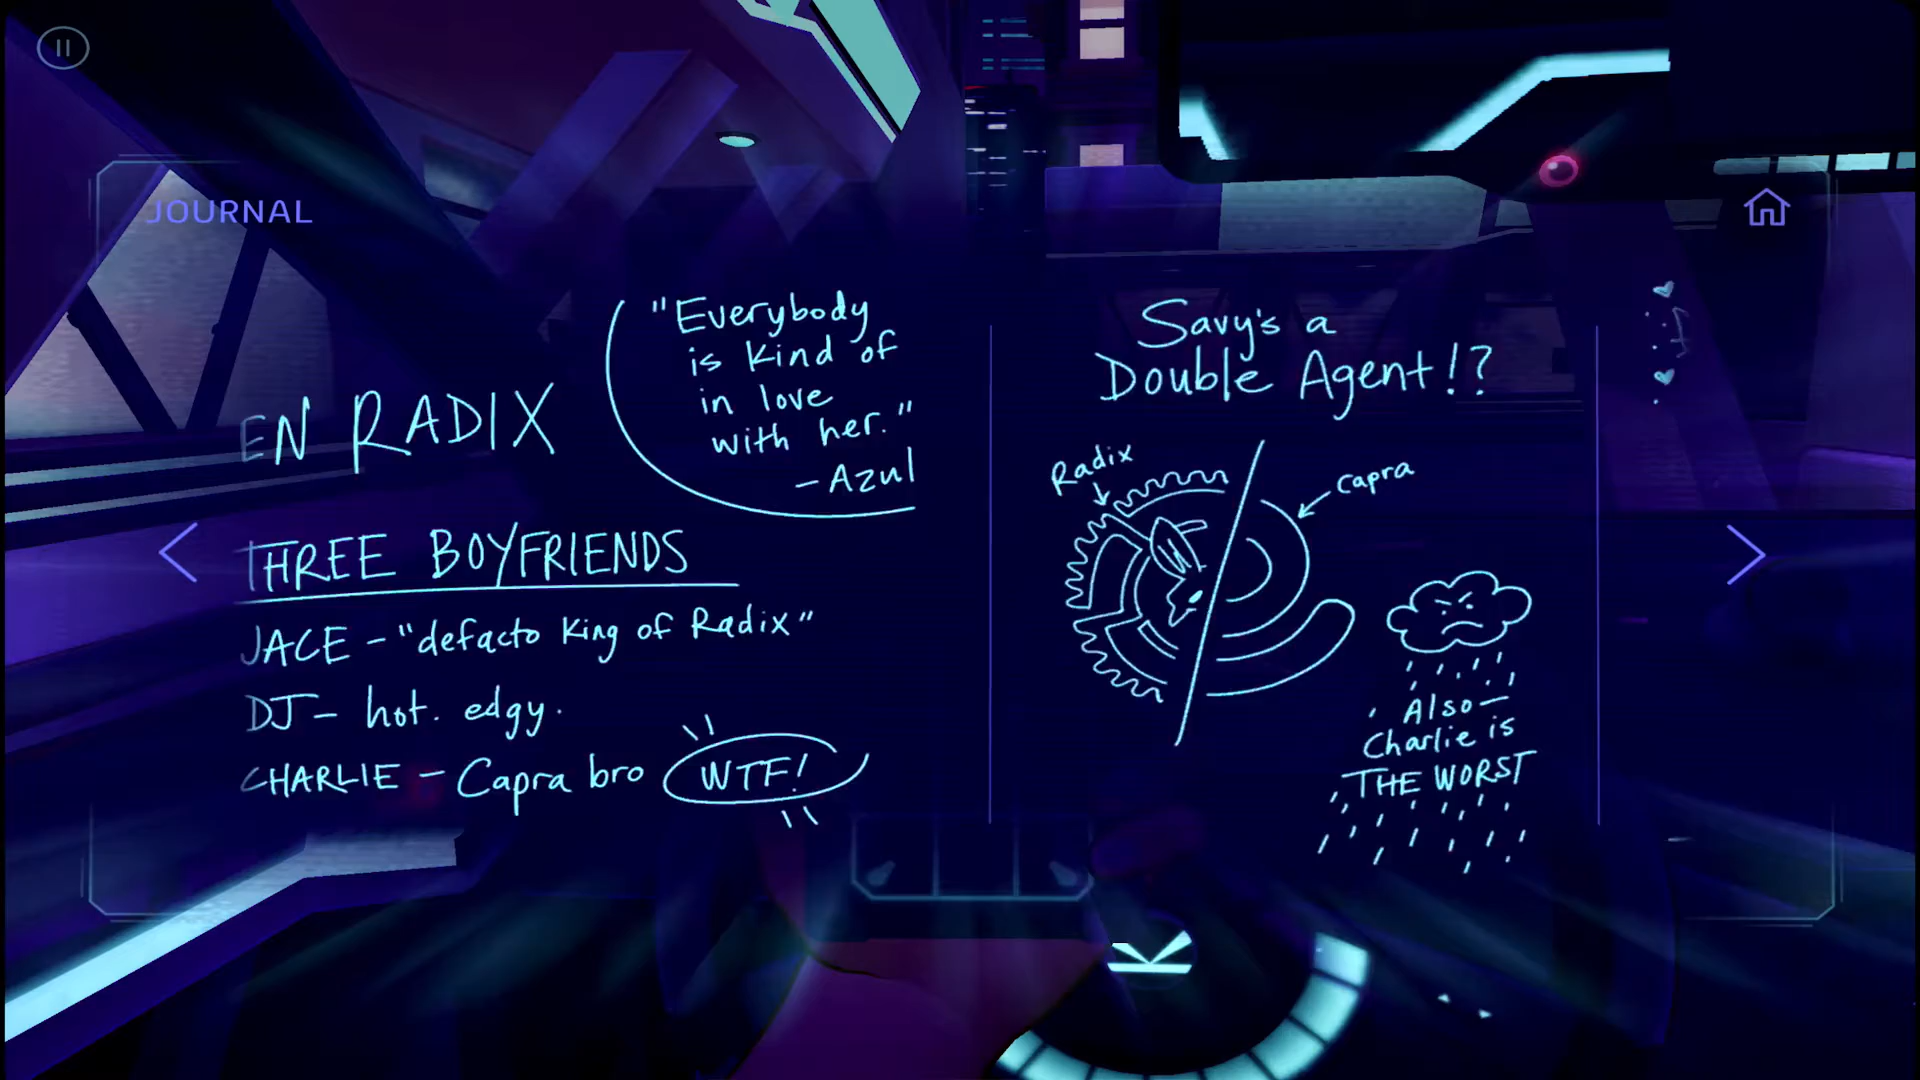 JOURNAL
EN RADIX
"Everybody
is kind of
in love
with her."
- Azul
THREE BOYFRIENDS
JACE - "defacto king of Radix"
DJ - hot. edgy.
CHARLIE - Capra bro WTF!
Savy's a
Double Agent!?
Radix
Capra
Also-
Charlie is
THE WORST